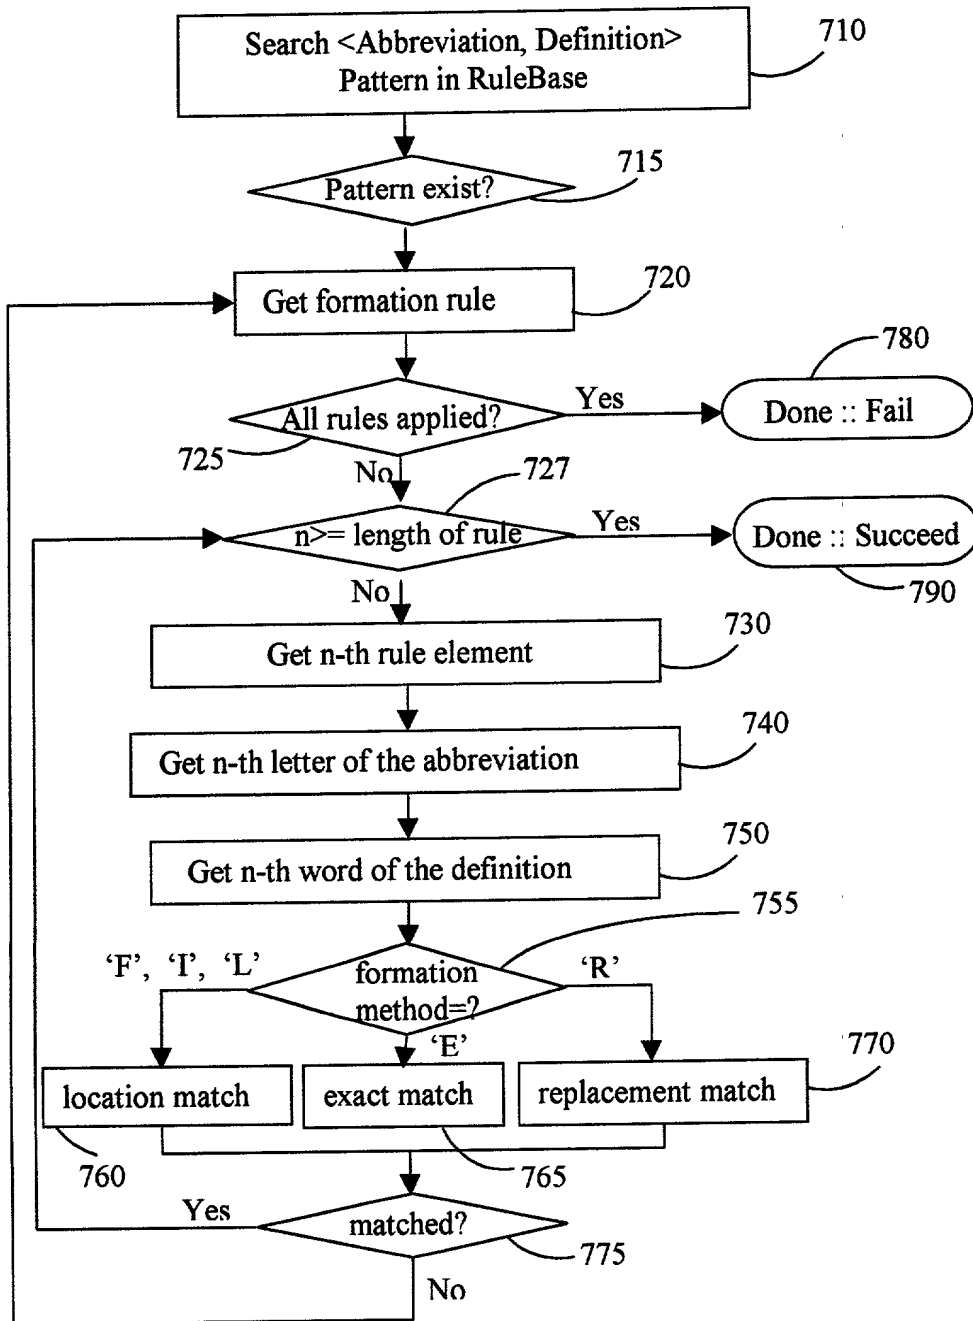 Search <Abbreviation, Definition>
Pattern in RuleBase
710
Pattern exist?
715
Get formation rule
720
All rules applied?
725
Yes
Done :: Fail
780
No
727
n>= length of rule
Yes
Done :: Succeed
790
No
Get n-th rule element
730
Get n-th letter of the abbreviation
740
Get n-th word of the definition
750
755
‘F’, ‘I’, ‘L’
formation
method=?
‘R’
‘E’
location match
760
exact match
765
replacement match
770
Yes
matched?
775
No